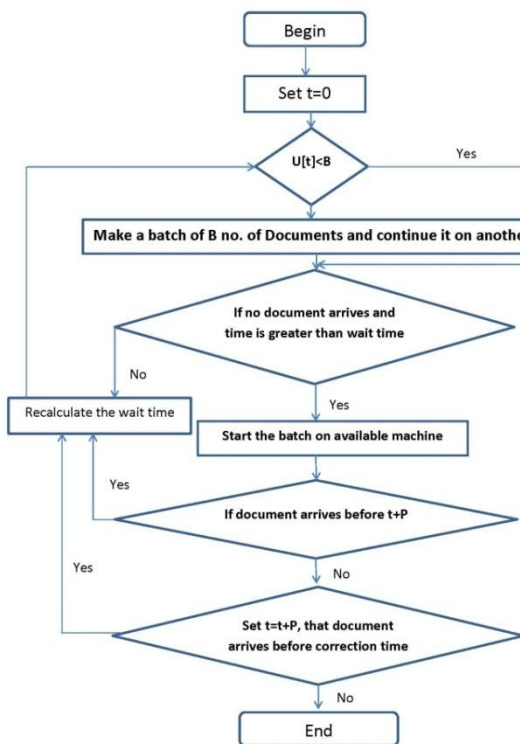 Begin
Set t=0
U[t]<B
Yes
Make a batch of B no. of Documents and continue it on another
If no document arrives and
time is greater than wait time
No
Recalculate the wait time
Yes
Start the batch on available machine
Yes
If document arrives before t+P
Yes
No
Set t=t+P, that document
arrives before correction time
No
End